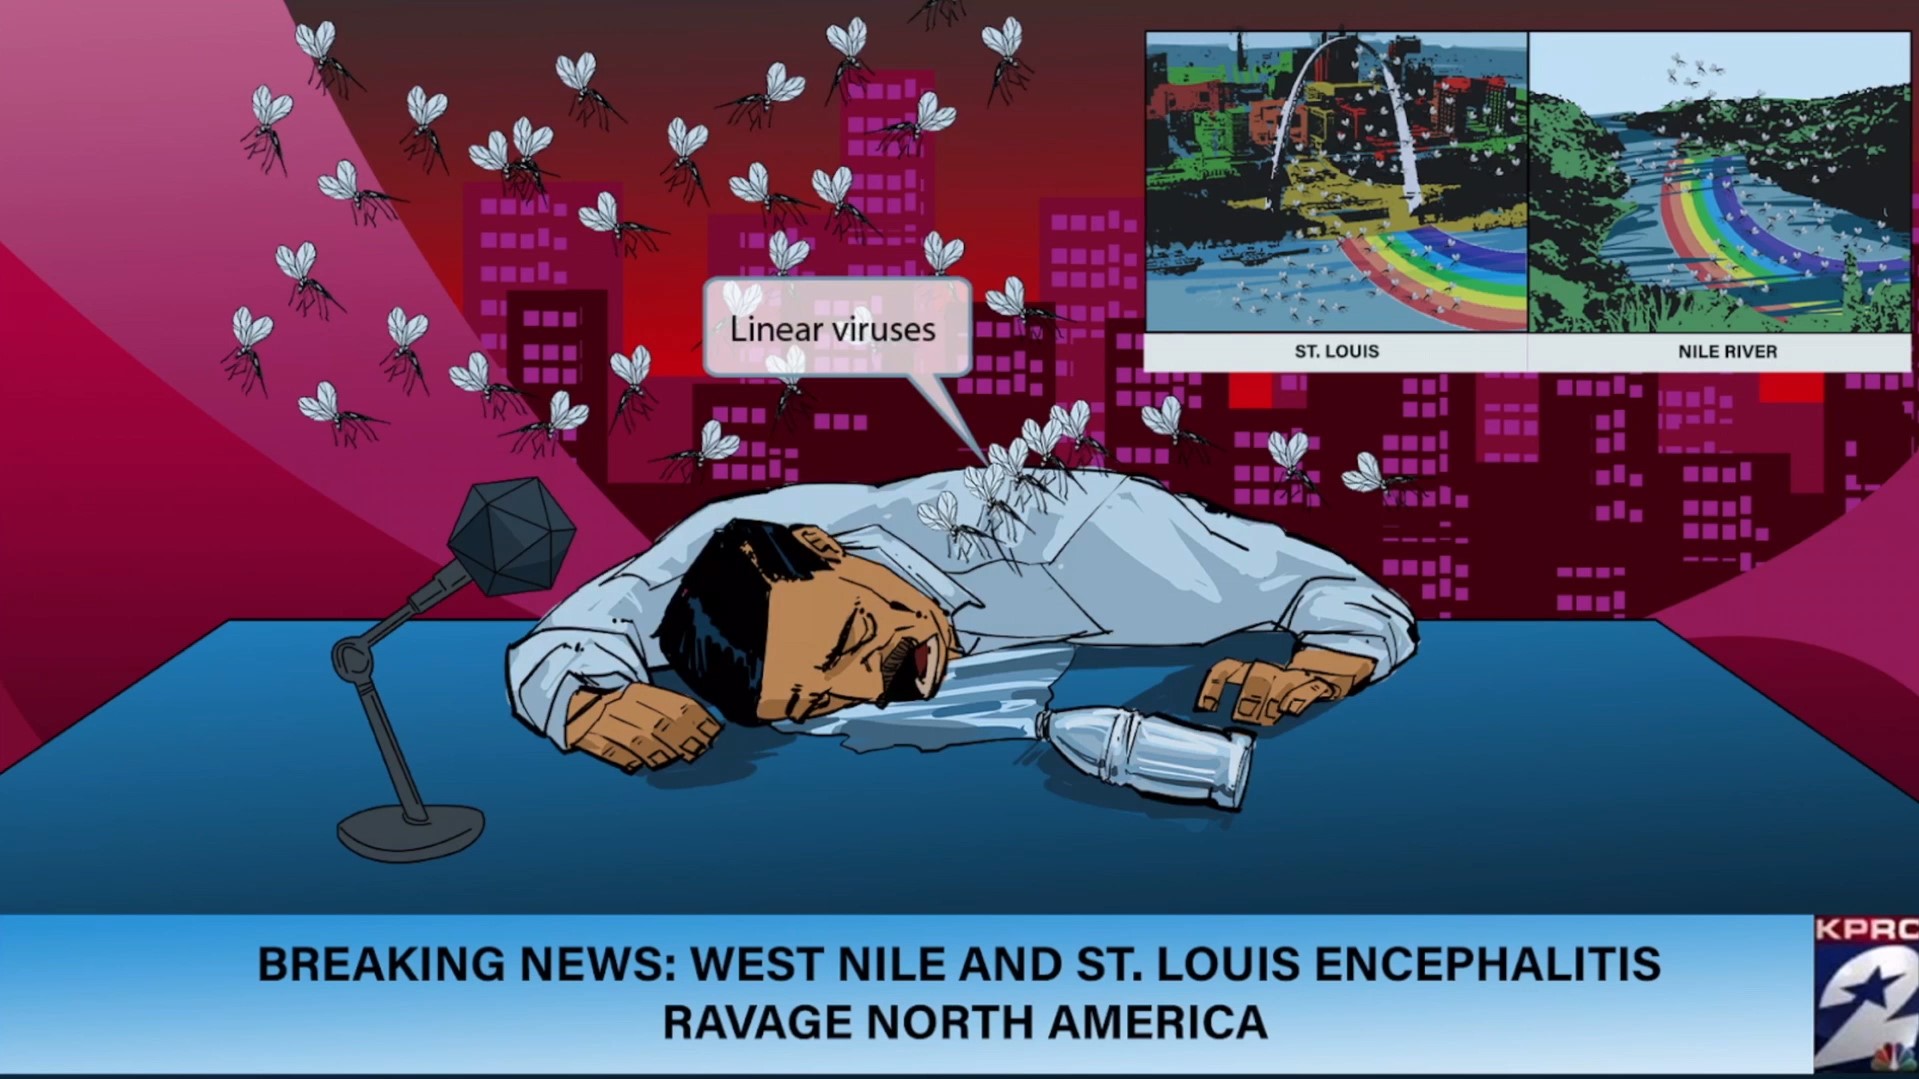 Linear viruses
ST. LOUIS
NILE RIVER
BREAKING NEWS: WEST NILE AND ST. LOUIS ENCEPHALITIS
RAVAGE NORTH AMERICA
KPRC
2